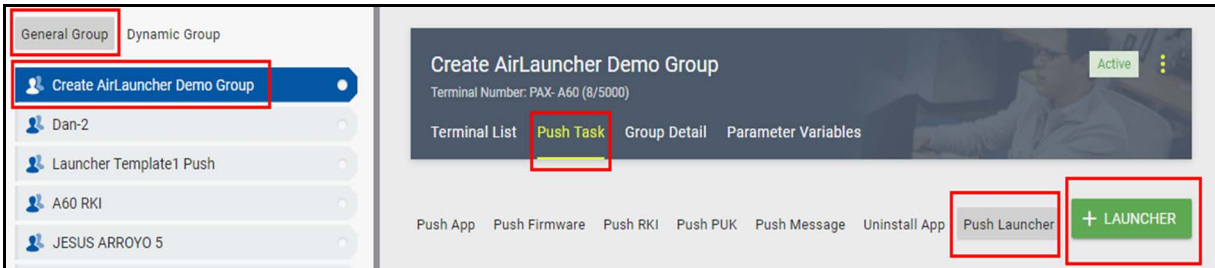 General Group Dynamic Group
Create AirLauncher Demo Group
Dan-2
Launcher Template1 Push
A60 RKI
JESUS ARROYO 5
Create AirLauncher Demo Group
Active
Terminal Number: PAX- A60 (8/5000)
Terminal List Push Task Group Detail Parameter Variables
Push App Push Firmware Push RKI Push PUK Push Message Uninstall App Push Launcher + LAUNCHER